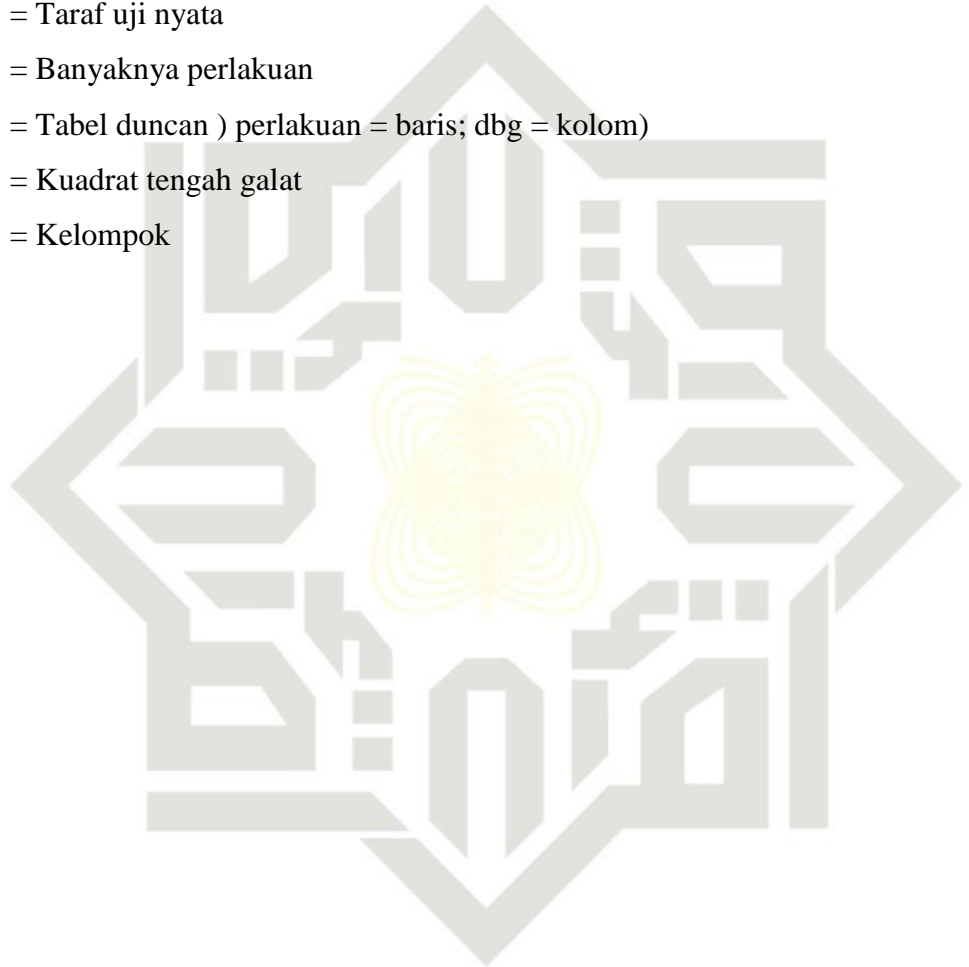 = Taraf uji nyata
= Banyaknya perlakuan
= Tabel duncan ) perlakuan = baris; dbg = kolom)
= Kuadrat tengah galat
= Kelompok